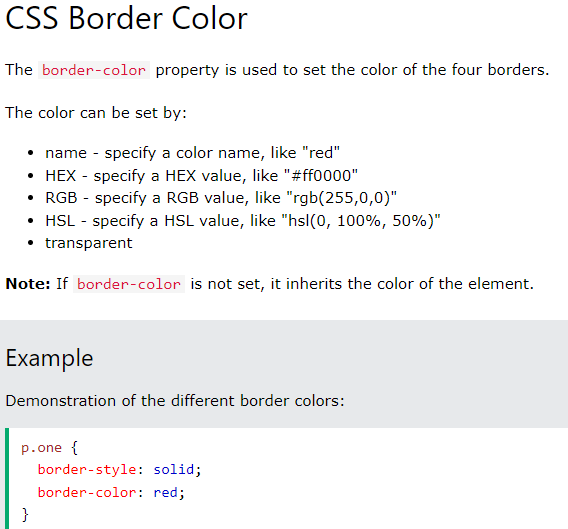 CSS Border Color
The border-color property is used to set the color of the four borders.
The color can be set by:
• name - specify a color name, like "red"
• HEX - specify a HEX value, like "#ff0000"
• RGB - specify a RGB value, like "rgb(255,0,0)"
• HSL - specify a HSL value, like "hsl(0, 100%, 50%)"
• transparent
Note: If border-color is not set, it inherits the color of the element.
Example
Demonstration of the different border colors:
p.one {
  border-style: solid;
  border-color: red;
}